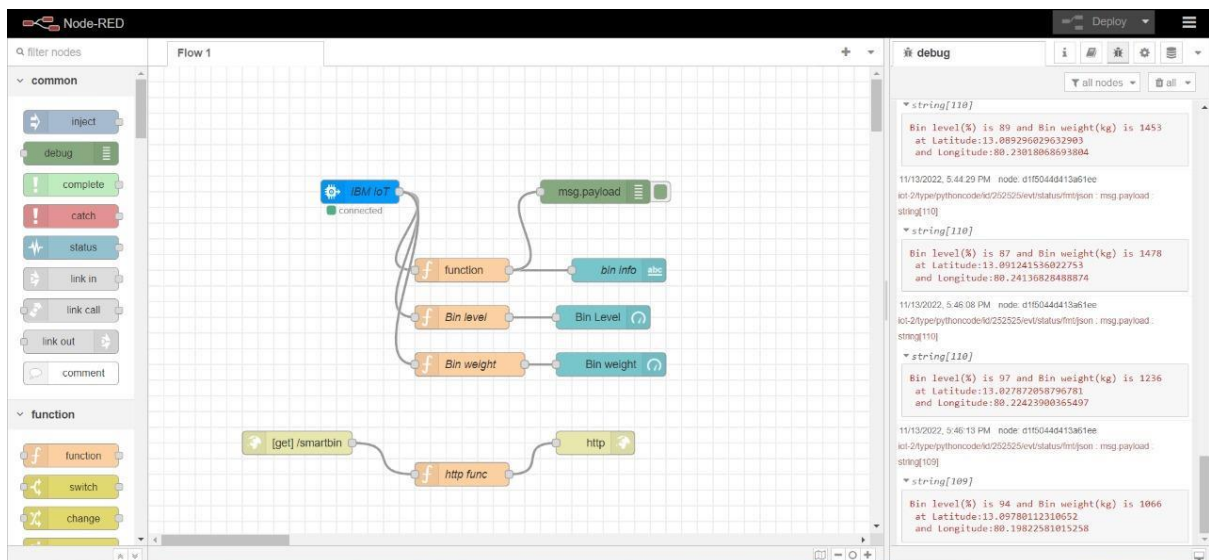 Node-RED
Deploy
filter nodes
common
inject
debug
complete
catch
status
link in
link call
link out
comment
function
function
switch
change
Flow 1
IBM IoT
connected
msg.payload
function
bin info
abc
Bin level
Bin Level
Bin weight
Bin weight
[get] /smartbin
http
http func
debug
all nodes
all
string[110]
Bin level(%) is 89 and Bin weight(kg) is 1453
at Latitude:13.089296029632903
and Longitude:80.23018068693804
11/13/2022, 5:44:29 PM node: d1f5044d413a61ee
iot-2/type/pythoncode/id/252525/evt/status/fmt/json : msg.payload :
string[110]
string[110]
Bin level(%) is 87 and Bin weight(kg) is 1478
at Latitude:13.091241536022753
and Longitude:80.24136828488874
11/13/2022, 5:46:08 PM node: d1f5044d413a61ee
iot-2/type/pythoncode/id/252525/evt/status/fmt/json : msg.payload :
string[110]
string[110]
Bin level(%) is 97 and Bin weight(kg) is 1236
at Latitude:13.027872058796781
and Longitude:80.22423900365497
11/13/2022, 5:46:13 PM node: d1f5044d413a61ee
iot-2/type/pythoncode/id/252525/evt/status/fmt/json : msg.payload :
string[109]
string[109]
Bin level(%) is 94 and Bin weight(kg) is 1066
at Latitude:13.09780112310652
and Longitude:80.19822581015258